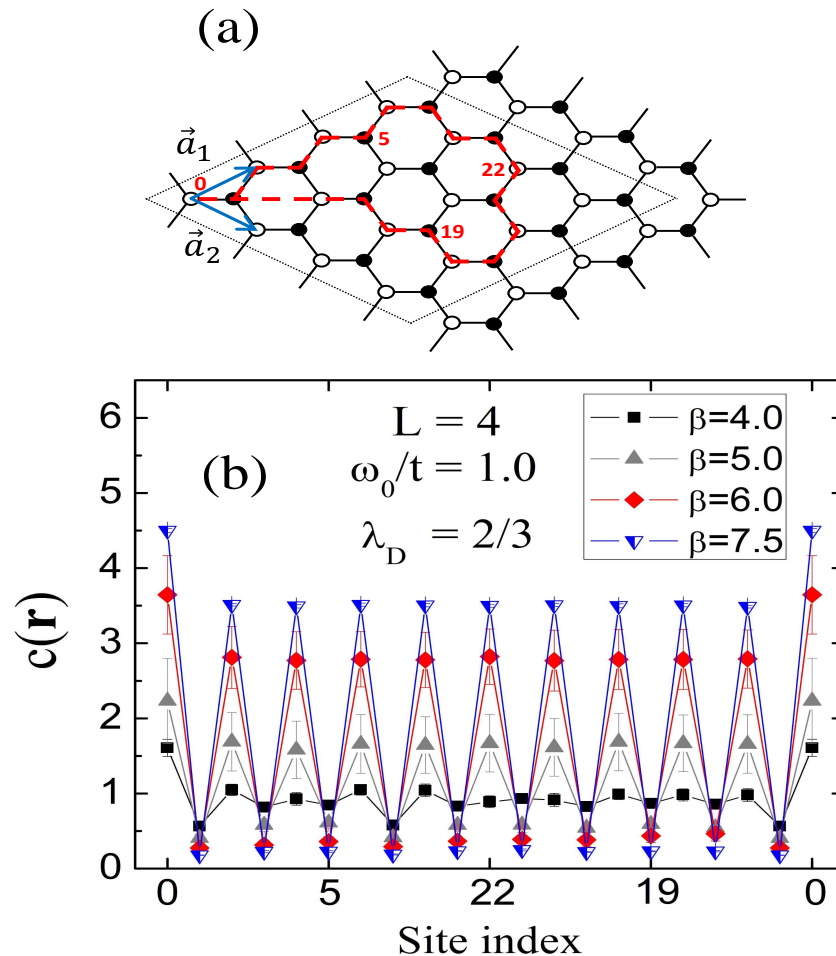 (a)
a⃗₁
0
5
22
a⃗₂
19
(b)
L = 4
ω₀/t = 1.0
λ_D = 2/3
β=4.0
β=5.0
β=6.0
β=7.5
c(r)
6
5
4
3
2
1
0
0 5 22 19 0
Site index